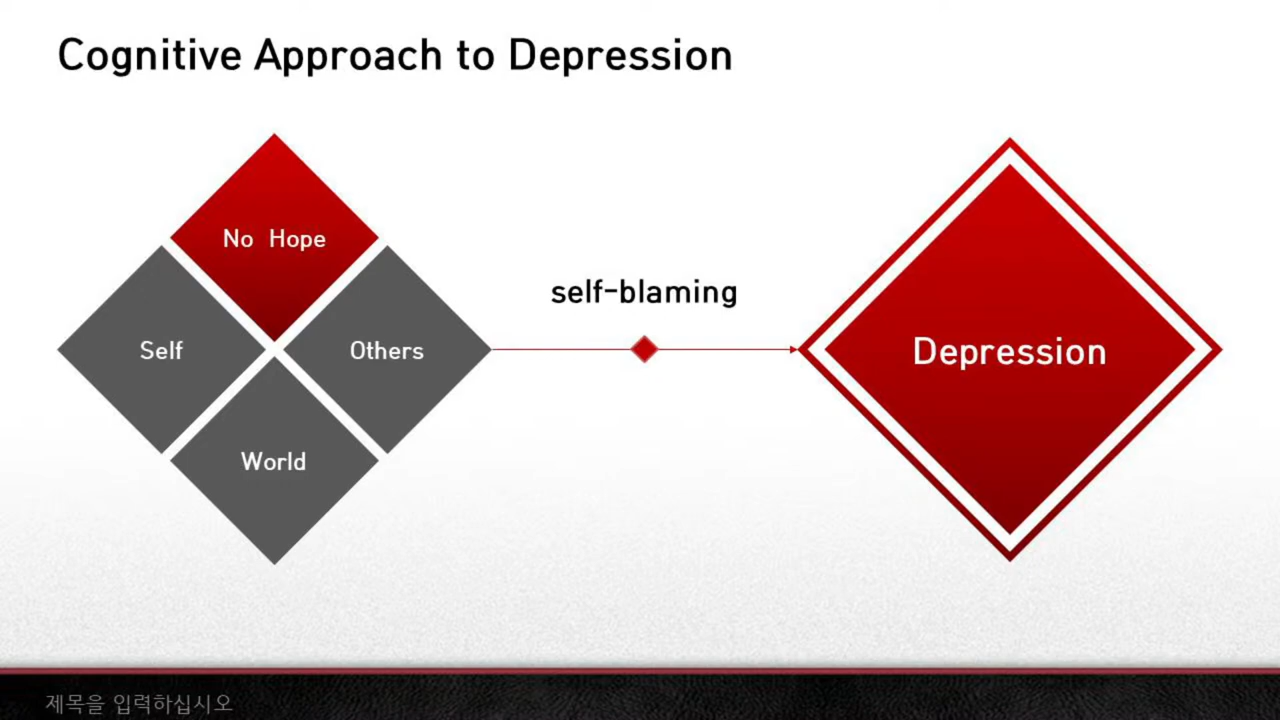 Cognitive Approach to Depression
No Hope
self-blaming
Self
Others
Depression
World
제목을 입력하십시오